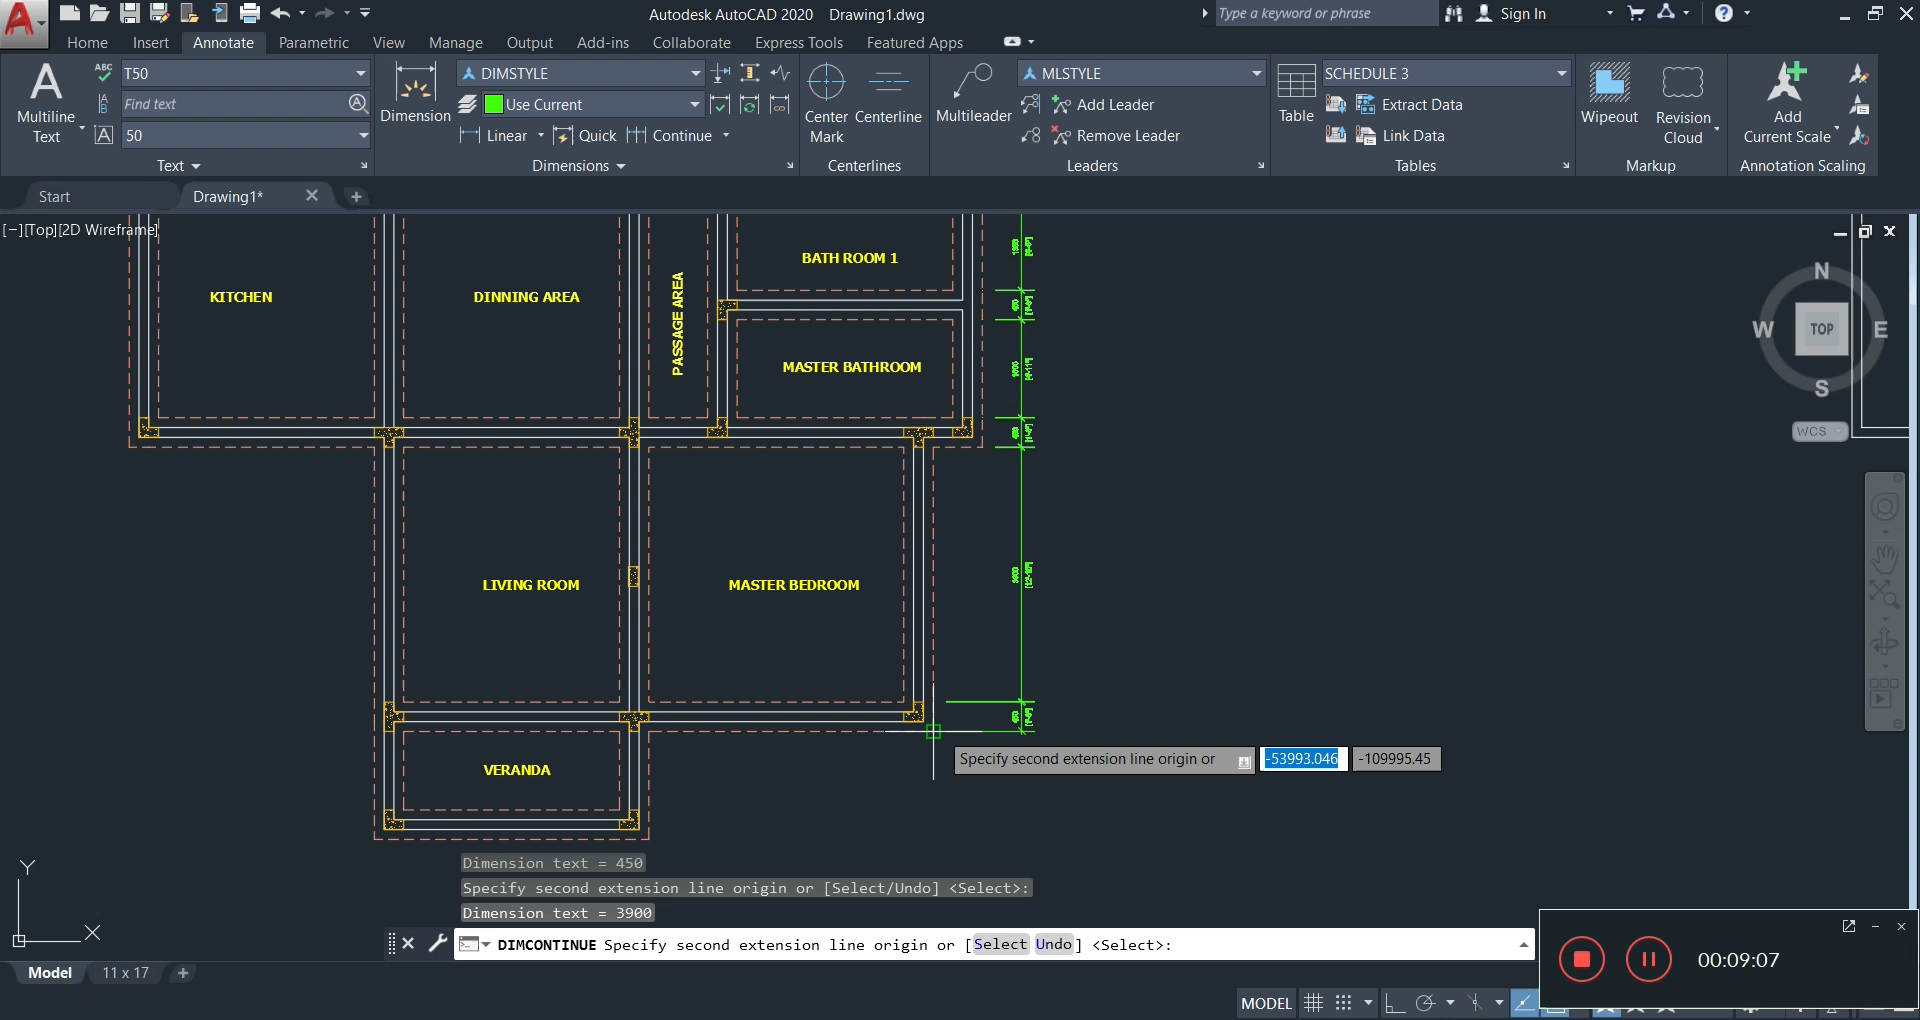 Autodesk AutoCAD 2020 Drawing1.dwg
Type a keyword or phrase
Sign In
Home Insert Annotate Parametric View Manage Output Add-ins Collaborate Express Tools Featured Apps
A
Multiline
Text
ABC
T50
Find text
50
Text
Dimension
DIMSTYLE
Use Current
Linear Quick Continue
Dimensions
Center
Mark
Centerline
Centerlines
Multileader
MLSTYLE
Add Leader
Remove Leader
Leaders
Table
SCHEDULE 3
Extract Data
Link Data
Tables
Wipeout
Revision
Cloud
Markup
Add
Current Scale
Annotation Scaling
Start Drawing1*
[−][Top][2D Wireframe]
KITCHEN
DINNING AREA
PASSAGE AREA
BATH ROOM 1
MASTER BATHROOM
LIVING ROOM
MASTER BEDROOM
VERANDA
450
3900
N
W TOP E
S
WCS
Specify second extension line origin or -53993.046 -109995.45
Dimension text = 450
Specify second extension line origin or [Select/Undo] <Select>:
Dimension text = 3900
DIMCONTINUE Specify second extension line origin or [Select Undo] <Select>:
Y
X
Model 11 x 17
MODEL
00:09:07